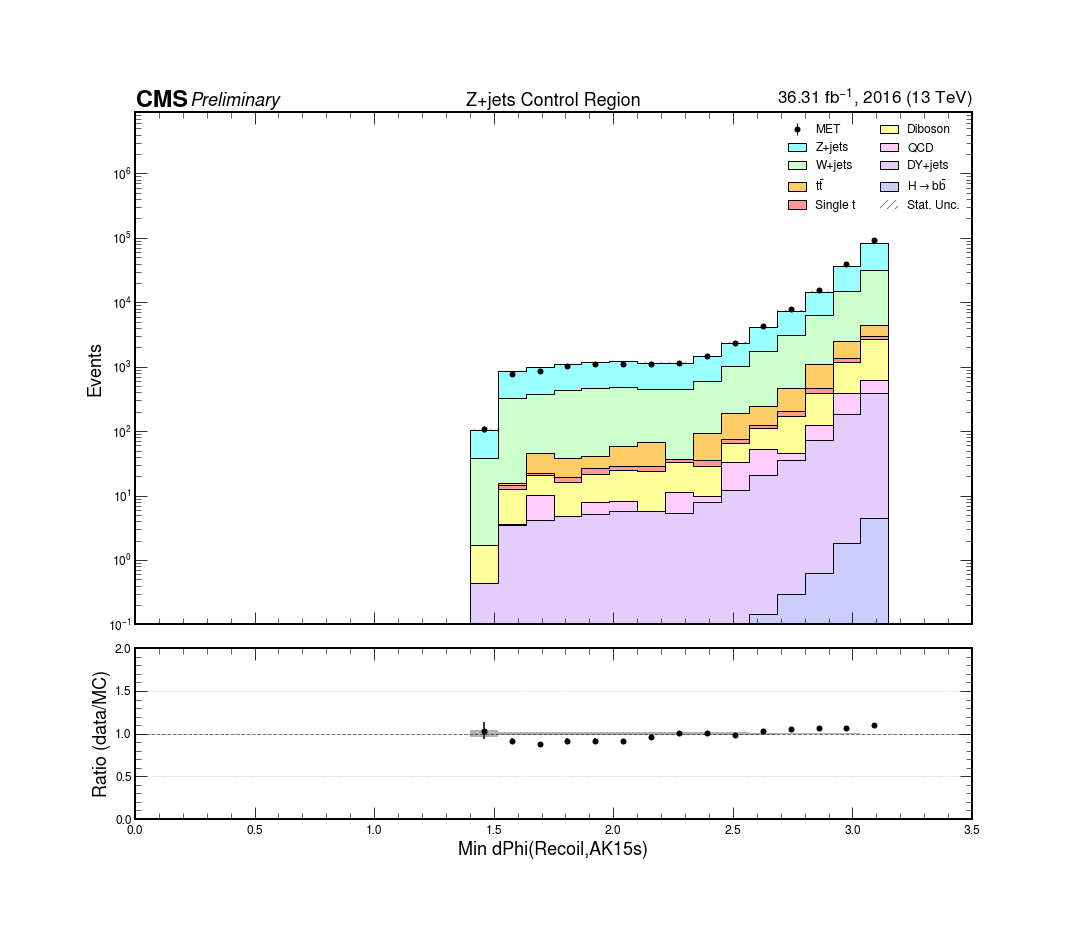 CMS Preliminary Z+jets Control Region 36.31 fb⁻¹, 2016 (13 TeV)
MET Diboson
Z+jets QCD
W+jets DY+jets
tt̄ H→bb̄
Single t Stat. Unc.
Events
10⁶
10⁵
10⁴
10³
10²
10¹
10⁰
10⁻¹
Ratio (data/MC)
2.0
1.5
1.0
0.5
0.0
0.0 0.5 1.0 1.5 2.0 2.5 3.0 3.5
Min dPhi(Recoil,AK15s)